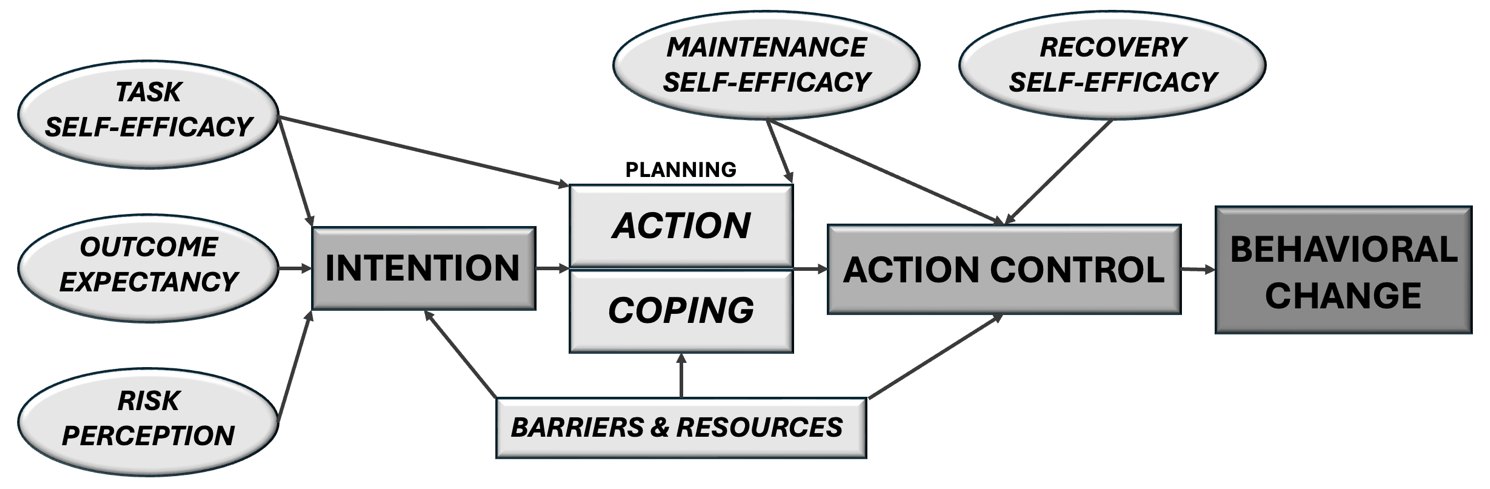 TASK
SELF-EFFICACY
OUTCOME
EXPECTANCY
RISK
PERCEPTION
INTENTION
PLANNING
ACTION
COPING
BARRIERS & RESOURCES
MAINTENANCE
SELF-EFFICACY
RECOVERY
SELF-EFFICACY
ACTION CONTROL
BEHAVIORAL
CHANGE